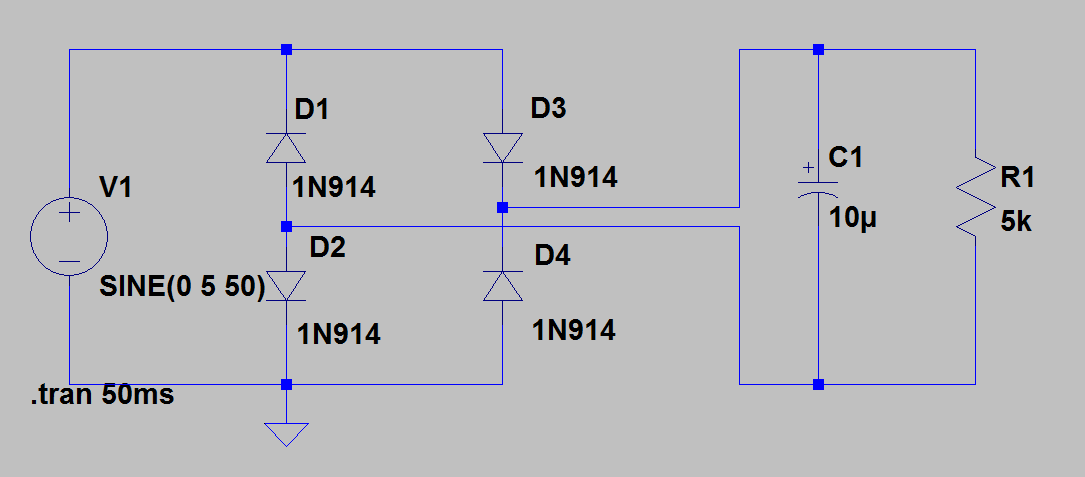 D1
D3
1N914
1N914
V1
+
SINE(0 5 50)
D2
D4
1N914
1N914
+
C1
10µ
R1
5k
.tran 50ms